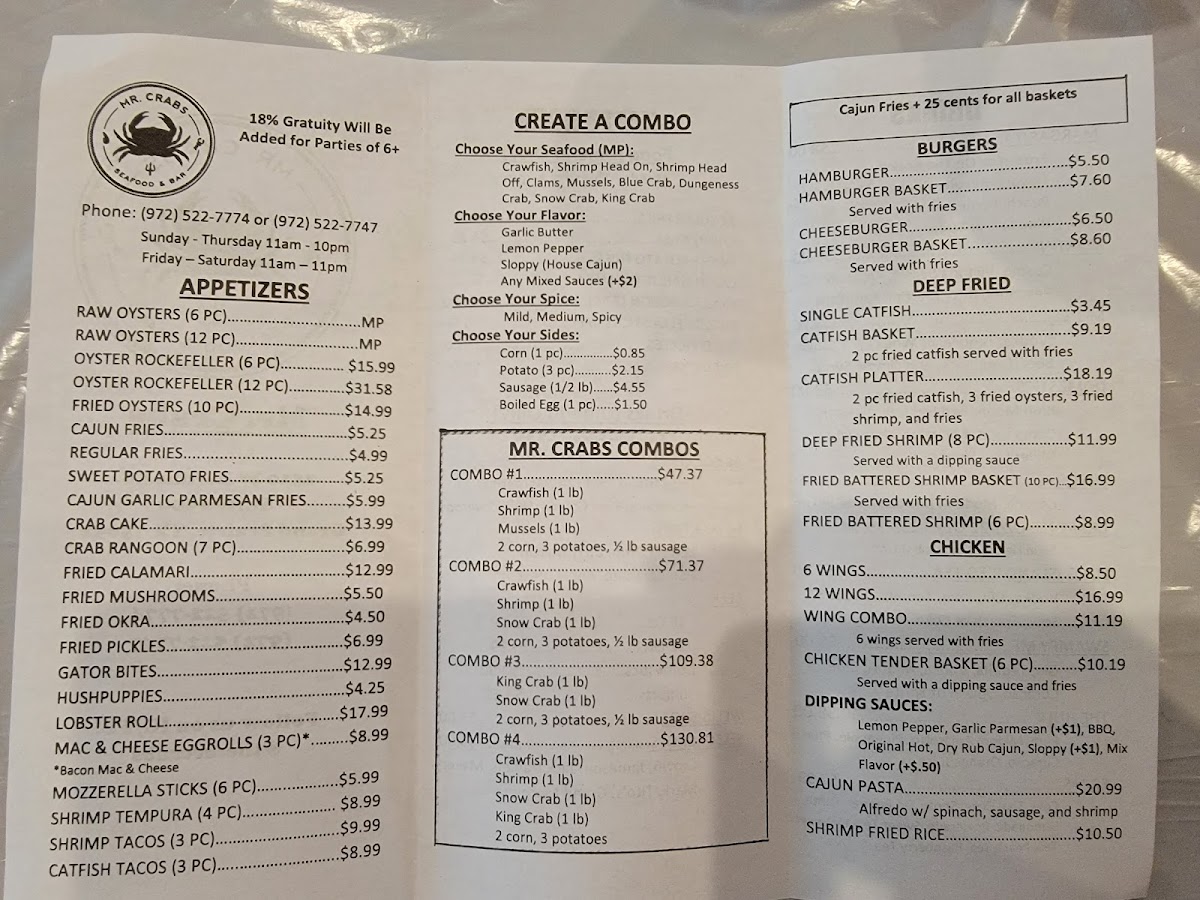 MR. CRABS
SEAFOOD & BAR
18% Gratuity Will Be
Added for Parties of 6+
Phone: (972) 522-7774 or (972) 522-7747
Sunday - Thursday 11am - 10pm
Friday – Saturday 11am – 11pm
APPETIZERS
RAW OYSTERS (6 PC)..............................MP
RAW OYSTERS (12 PC)............................MP
OYSTER ROCKEFELLER (6 PC)................ $15.99
OYSTER ROCKEFELLER (12 PC)..............$31.58
FRIED OYSTERS (10 PC)........................$14.99
CAJUN FRIES........................................$5.25
REGULAR FRIES....................................$4.99
SWEET POTATO FRIES.........................$5.25
CAJUN GARLIC PARMESAN FRIES........$5.99
CRAB CAKE..........................................$13.99
CRAB RANGOON (7 PC)........................$6.99
FRIED CALAMARI..................................$12.99
FRIED MUSHROOMS............................$5.50
FRIED OKRA.........................................$4.50
FRIED PICKLES.....................................$6.99
GATOR BITES........................................$12.99
HUSHPUPPIES......................................$4.25
LOBSTER ROLL......................................$17.99
MAC & CHEESE EGGROLLS (3 PC)*.........$8.99
*Bacon Mac & Cheese
MOZZERELLA STICKS (6 PC)..................$5.99
SHRIMP TEMPURA (4 PC).................... $8.99
SHRIMP TACOS (3 PC)..........................$9.99
CATFISH TACOS (3 PC)..........................$8.99
CREATE A COMBO
Choose Your Seafood (MP):
Crawfish, Shrimp Head On, Shrimp Head
Off, Clams, Mussels, Blue Crab, Dungeness
Crab, Snow Crab, King Crab
Choose Your Flavor:
Garlic Butter
Lemon Pepper
Sloppy (House Cajun)
Any Mixed Sauces (+$2)
Choose Your Spice:
Mild, Medium, Spicy
Choose Your Sides:
Corn (1 pc).............$0.85
Potato (3 pc)..........$2.15
Sausage (1/2 lb)......$4.55
Boiled Egg (1 pc).....$1.50
MR. CRABS COMBOS
COMBO #1....................................$47.37
Crawfish (1 lb)
Shrimp (1 lb)
Mussels (1 lb)
2 corn, 3 potatoes, ½ lb sausage
COMBO #2....................................$71.37
Crawfish (1 lb)
Shrimp (1 lb)
Snow Crab (1 lb)
2 corn, 3 potatoes, ½ lb sausage
COMBO #3....................................$109.38
King Crab (1 lb)
Snow Crab (1 lb)
2 corn, 3 potatoes, ½ lb sausage
COMBO #4....................................$130.81
Crawfish (1 lb)
Shrimp (1 lb)
Snow Crab (1 lb)
King Crab (1 lb)
2 corn, 3 potatoes
Cajun Fries + 25 cents for all baskets
BURGERS
HAMBURGER........................................$5.50
HAMBURGER BASKET...........................$7.60
Served with fries
CHEESEBURGER....................................$6.50
CHEESEBURGER BASKET.......................$8.60
Served with fries
DEEP FRIED
SINGLE CATFISH....................................$3.45
CATFISH BASKET...................................$9.19
2 pc fried catfish served with fries
CATFISH PLATTER................................$18.19
2 pc fried catfish, 3 fried oysters, 3 fried
shrimp, and fries
DEEP FRIED SHRIMP (8 PC)..................$11.99
Served with a dipping sauce
FRIED BATTERED SHRIMP BASKET (10 PC)..$16.99
Served with fries
FRIED BATTERED SHRIMP (6 PC)...........$8.99
CHICKEN
6 WINGS..............................................$8.50
12 WINGS............................................$16.99
WING COMBO.....................................$11.19
6 wings served with fries
CHICKEN TENDER BASKET (6 PC)..........$10.19
Served with a dipping sauce and fries
DIPPING SAUCES:
Lemon Pepper, Garlic Parmesan (+$1), BBQ,
Original Hot, Dry Rub Cajun, Sloppy (+$1), Mix
Flavor (+$.50)
CAJUN PASTA.......................................$20.99
Alfredo w/ spinach, sausage, and shrimp
SHRIMP FRIED RICE.............................$10.50